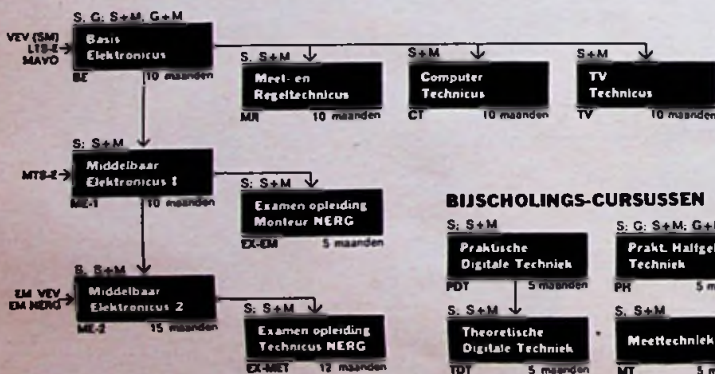 S, G; S+M, G+M
VEV (SM)
LTS-E
MAYO
Basis
Elektronicus
BE 10 maanden
S, S+M
Meet- en
Regeltechnicus
MR 10 maanden
S+M
Computer
Technicus
CT 10 maanden
S+M
TV
Technicus
TV 10 maanden
S; S+M
MTS-E
Middelbaar
Elektronicus 1
ME-1 10 maanden
S; S+M
Examen opleiding
Monteur NERG
EX-EM 5 maanden
S, S+M
EM VEV
EM NERG
Middelbaar
Elektronicus 2
ME-2 15 maanden
S; S+M
Examen opleiding
Technicus NERG
EX-MET 12 maanden
BIJSCHOLINGS-CURSUSSEN
S; S+M
Praktische
Digitale Techniek
PDT 5 maanden
S; G; S+M; G+
Prakt. Halfgel
Techniek
PH 5 m
S, S+M
Theoretische
Digitale Techniek
TDT 5 maanden
S, S+M
Meettechniek
MT 5 m